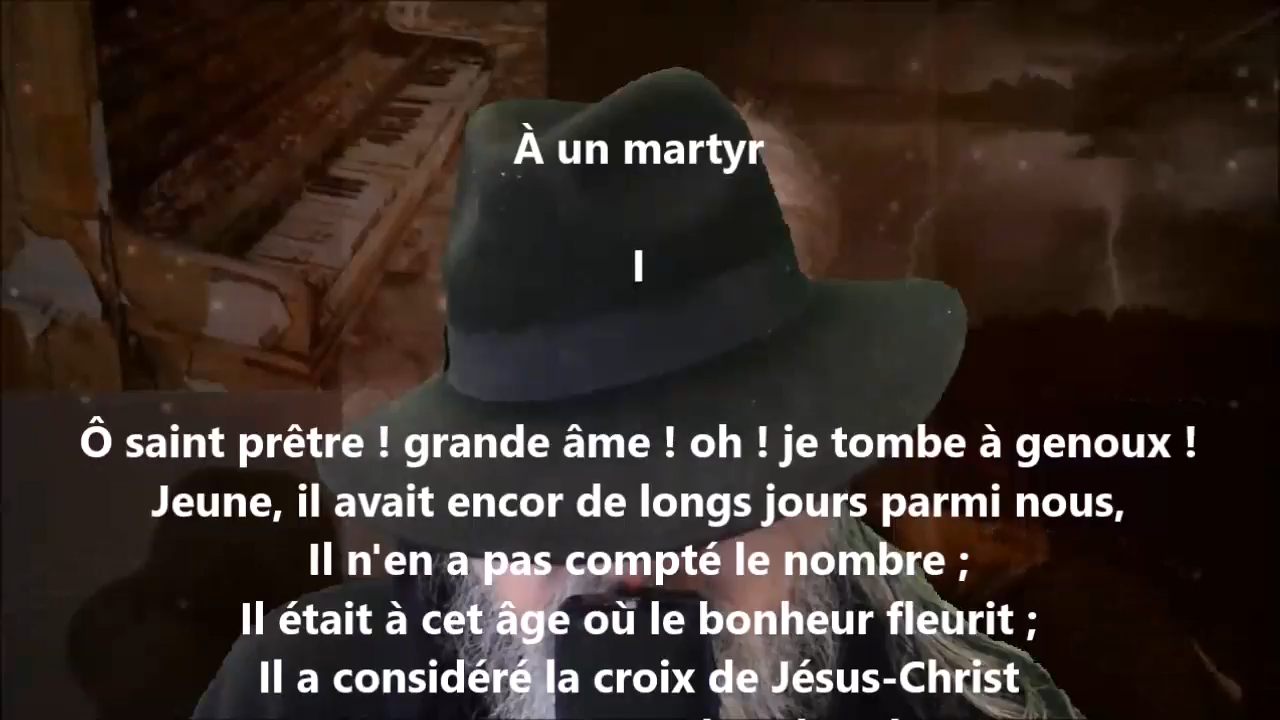 À un martyr
I
Ô saint prêtre ! grande âme ! oh ! je tombe à genoux !
Jeune, il avait encor de longs jours parmi nous,
Il n'en a pas compté le nombre ;
Il était à cet âge où le bonheur fleurit ;
Il a considéré la croix de Jésus-Christ